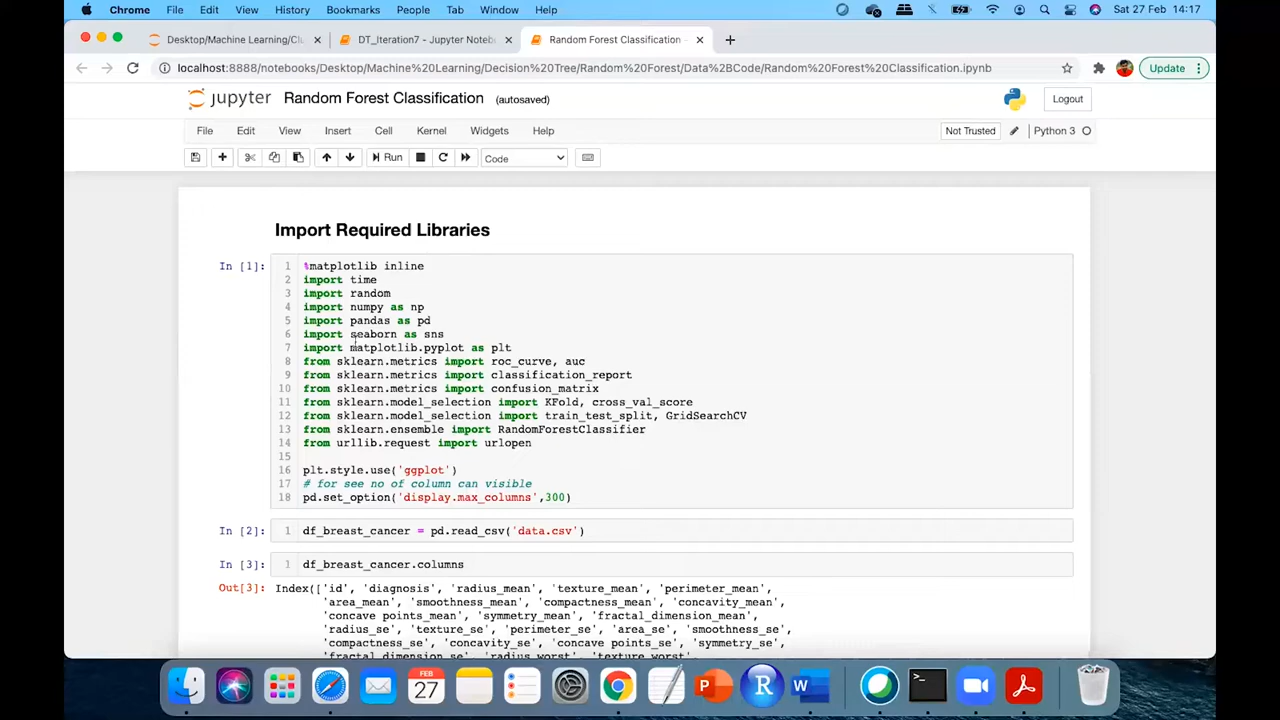 Chrome File Edit View History Bookmarks People Tab Window Help Sat 27 Feb 14:17
Desktop/Machine Learning/Cl × DT_Iteration7 - Jupyter Noteb × Random Forest Classification - × +
localhost:8888/notebooks/Desktop/Machine%20Learning/Decision%20Tree/Random%20Forest/Data%2BCode/Random%20Forest%20Classification.ipynb Update
jupyter Random Forest Classification (autosaved) Logout
File Edit View Insert Cell Kernel Widgets Help Not Trusted Python 3
Run Code
Import Required Libraries
In [1]: 1 %matplotlib inline
2 import time
3 import random
4 import numpy as np
5 import pandas as pd
6 import seaborn as sns
7 import matplotlib.pyplot as plt
8 from sklearn.metrics import roc_curve, auc
9 from sklearn.metrics import classification_report
10 from sklearn.metrics import confusion_matrix
11 from sklearn.model_selection import KFold, cross_val_score
12 from sklearn.model_selection import train_test_split, GridSearchCV
13 from sklearn.ensemble import RandomForestClassifier
14 from urllib.request import urlopen
15
16 plt.style.use('ggplot')
17 # for see no of column can visible
18 pd.set_option('display.max_columns',300)
In [2]: 1 df_breast_cancer = pd.read_csv('data.csv')
In [3]: 1 df_breast_cancer.columns
Out[3]: Index(['id', 'diagnosis', 'radius_mean', 'texture_mean', 'perimeter_mean',
'area_mean', 'smoothness_mean', 'compactness_mean', 'concavity_mean',
'concave points_mean', 'symmetry_mean', 'fractal_dimension_mean',
'radius_se', 'texture_se', 'perimeter_se', 'area_se', 'smoothness_se',
'compactness_se', 'concavity_se', 'concave points_se', 'symmetry_se',
'fractal_dimension_se', 'radius_worst', 'texture_worst',
FEB
27